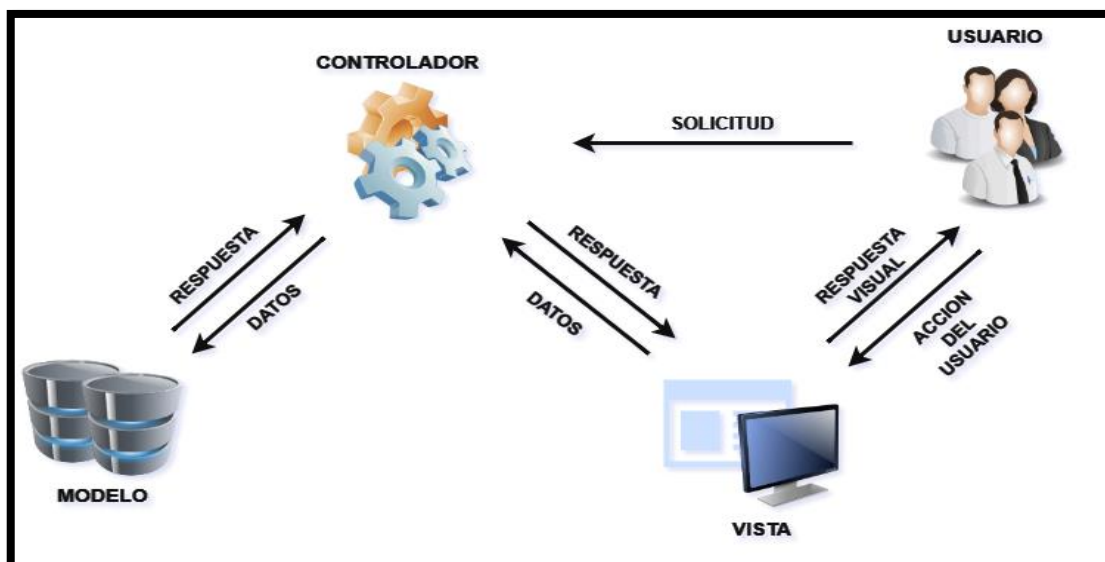 USUARIO
CONTROLADOR
SOLICITUD
RESPUESTA
DATOS
RESPUESTA
DATOS
RESPUESTA
VISUAL
ACCION
DEL
USUARIO
MODELO
VISTA